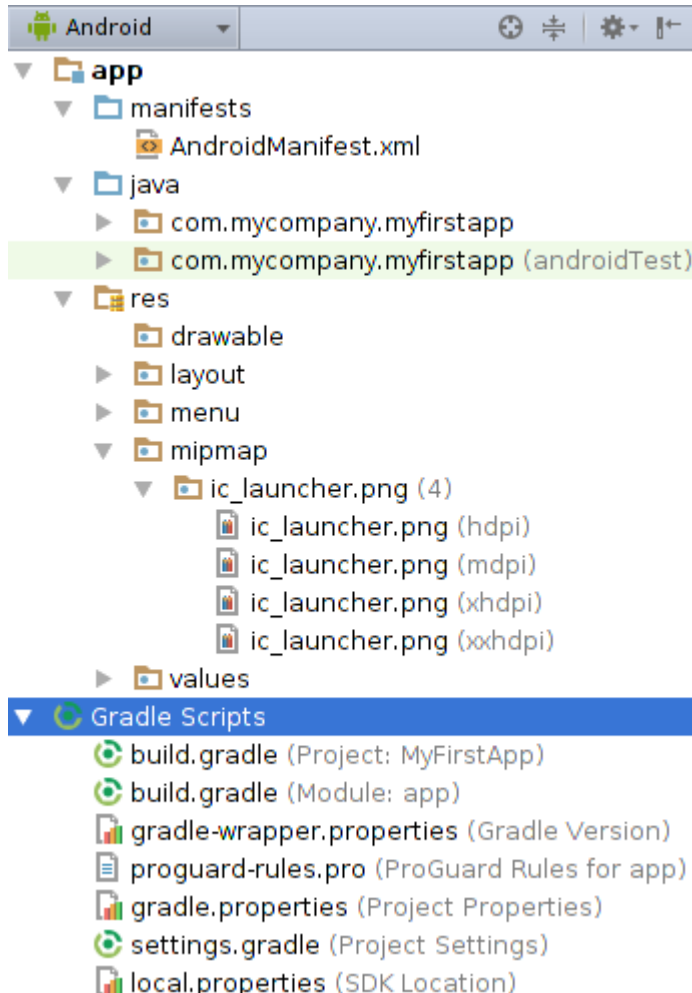 Android
app
manifests
AndroidManifest.xml
java
com.mycompany.myfirstapp
com.mycompany.myfirstapp (androidTest)
res
drawable
layout
menu
mipmap
ic_launcher.png (4)
ic_launcher.png (hdpi)
ic_launcher.png (mdpi)
ic_launcher.png (xhdpi)
ic_launcher.png (xxhdpi)
values
Gradle Scripts
build.gradle (Project: MyFirstApp)
build.gradle (Module: app)
gradle-wrapper.properties (Gradle Version)
proguard-rules.pro (ProGuard Rules for app)
gradle.properties (Project Properties)
settings.gradle (Project Settings)
local.properties (SDK Location)